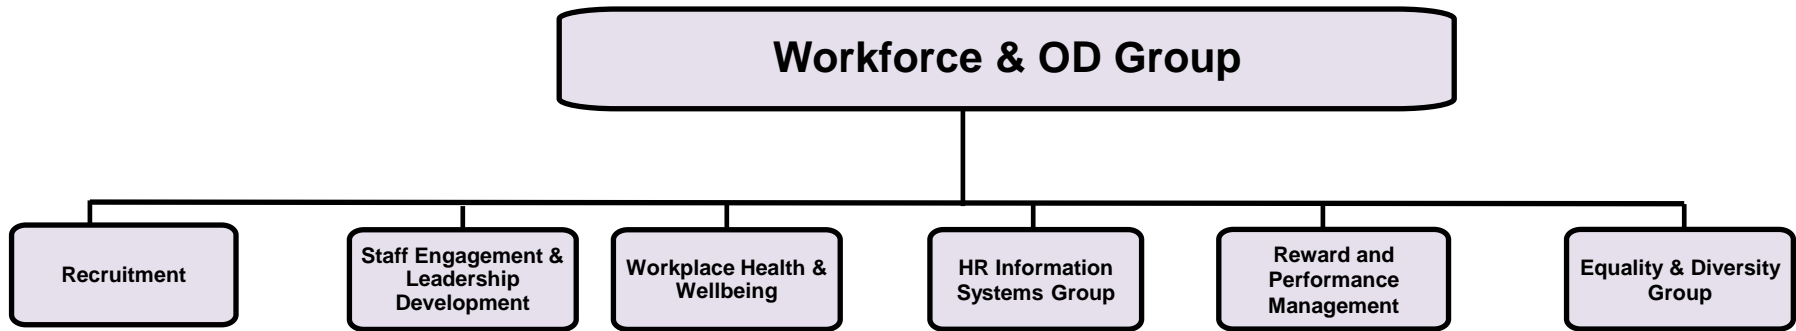 Workforce & OD Group
Recruitment
Staff Engagement &
Leadership
Development
Workplace Health &
Wellbeing
HR Information
Systems Group
Reward and
Performance
Management
Equality & Diversity
Group